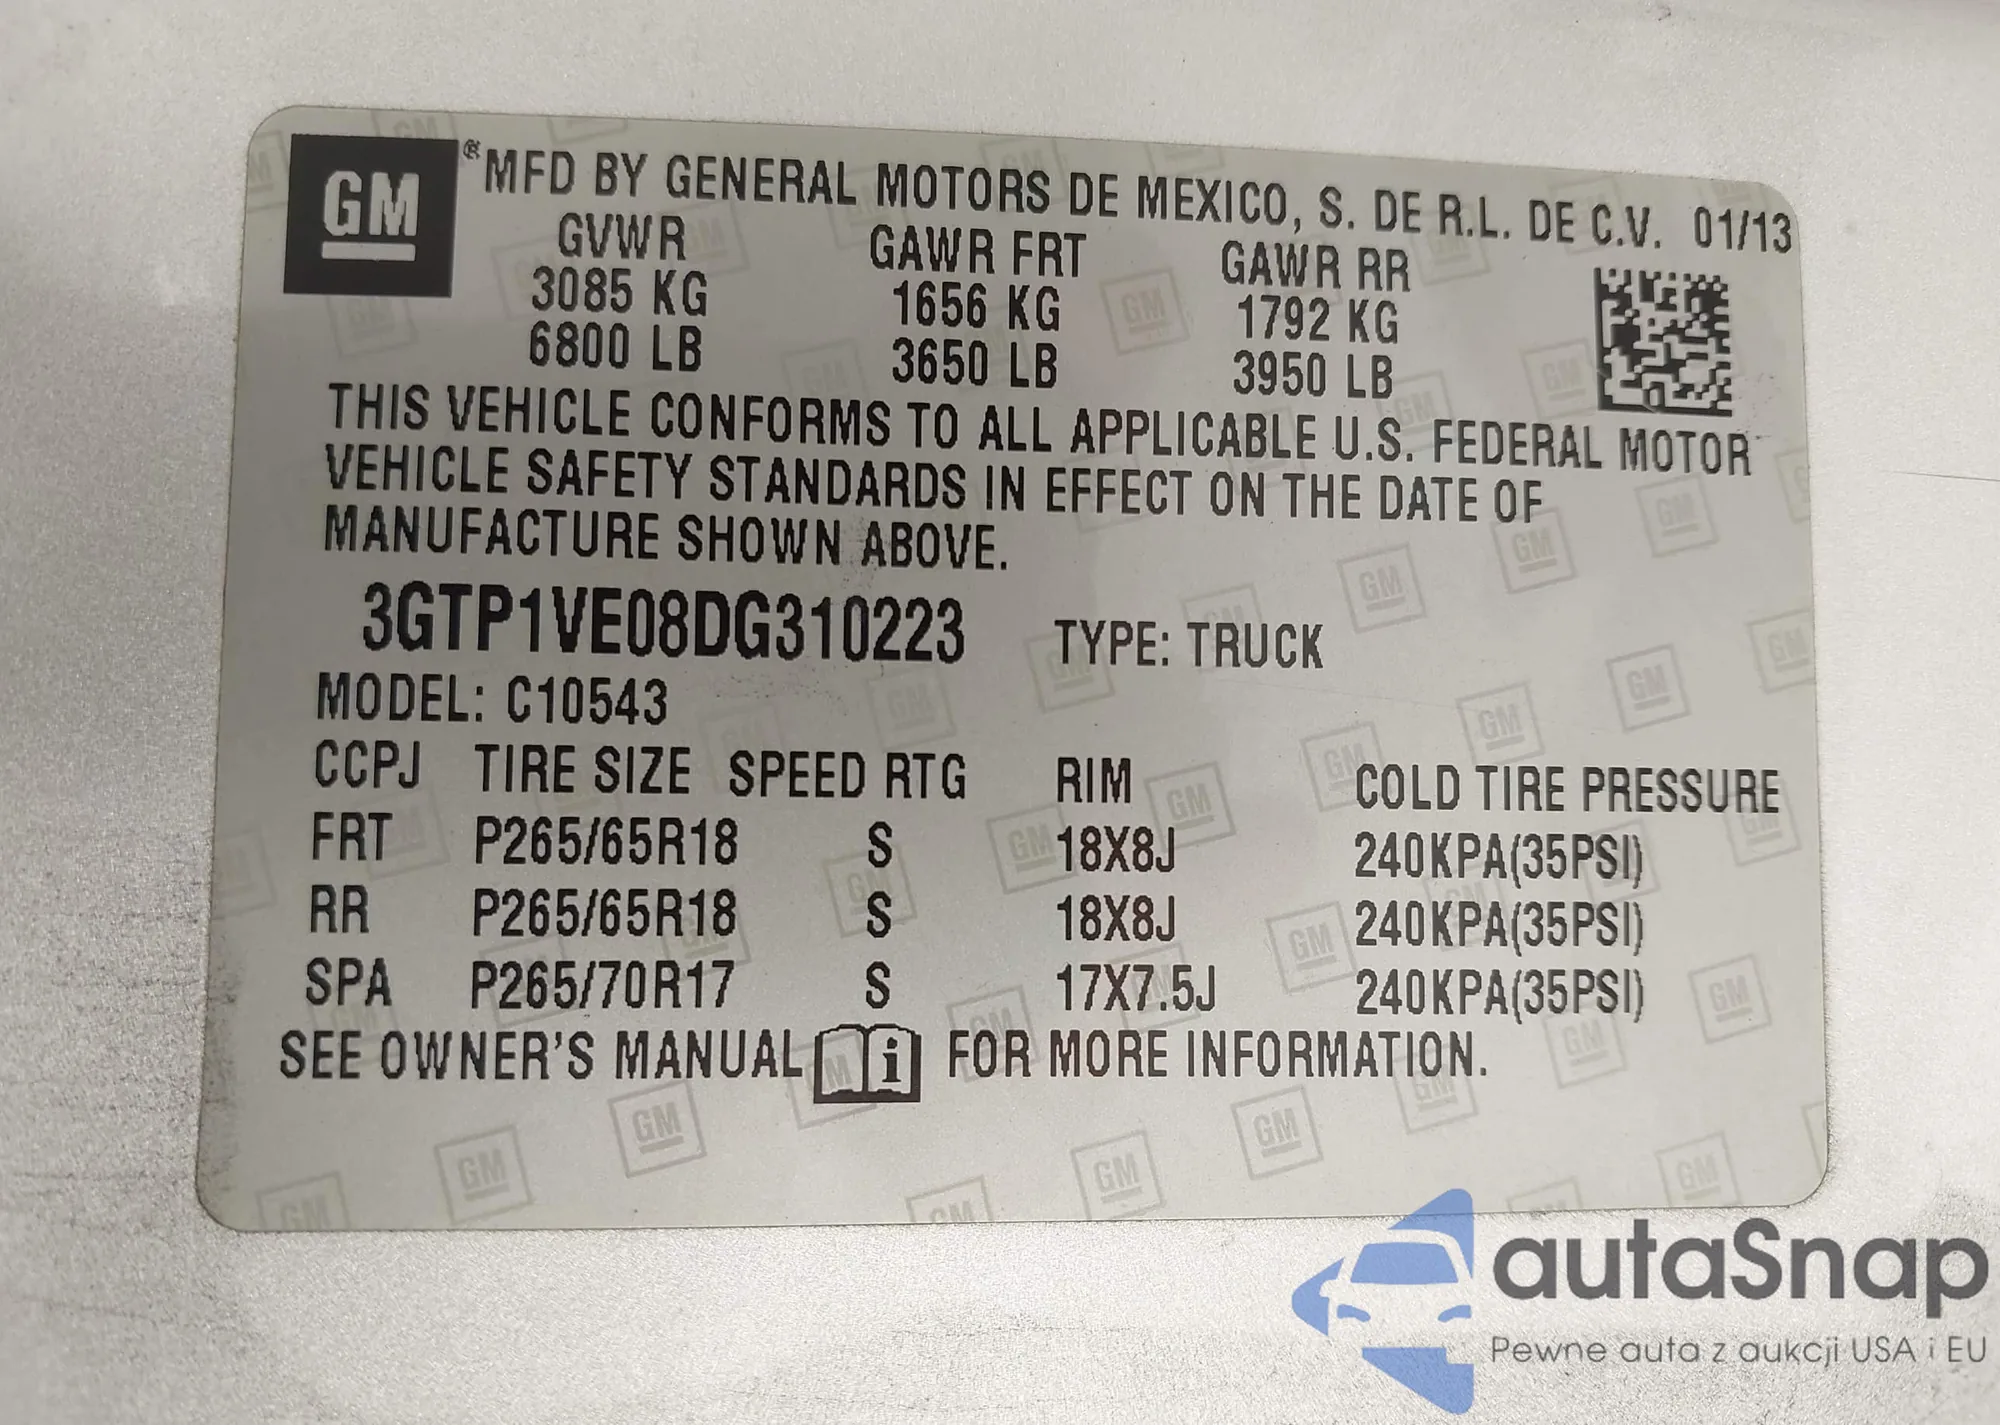 GM
®MFD BY GENERAL MOTORS DE MEXICO, S. DE R.L. DE C.V. 01/13
GVWR GAWR FRT GAWR RR
3085 KG 1656 KG 1792 KG
6800 LB 3650 LB 3950 LB
THIS VEHICLE CONFORMS TO ALL APPLICABLE U.S. FEDERAL MOTOR
VEHICLE SAFETY STANDARDS IN EFFECT ON THE DATE OF
MANUFACTURE SHOWN ABOVE.
3GTP1VE08DG310223 TYPE: TRUCK
MODEL: C10543
CCPJ TIRE SIZE SPEED RTG RIM COLD TIRE PRESSURE
FRT P265/65R18 S 18X8J 240KPA(35PSI)
RR P265/65R18 S 18X8J 240KPA(35PSI)
SPA P265/70R17 S 17X7.5J 240KPA(35PSI)
SEE OWNER'S MANUAL i FOR MORE INFORMATION.
autaSnap
Pewne auta z aukcji USA i EU